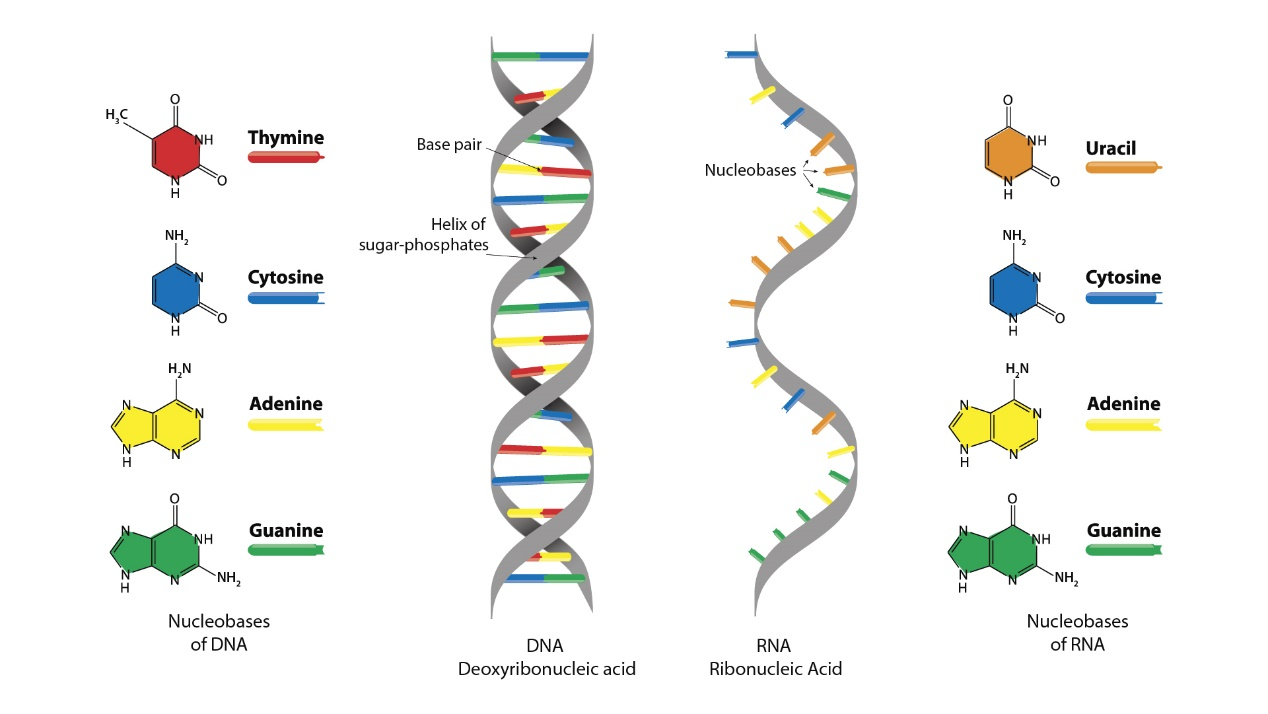 O
H₃C
NH
O
N
H
Thymine
NH₂
N
O
N
H
Cytosine
H₂N
N
N
N
H
N
Adenine
O
N
NH
N
H
N
NH₂
Guanine
Nucleobases
of DNA
Base pair
Helix of
sugar-phosphates
DNA
Deoxyribonucleic acid
Nucleobases
RNA
Ribonucleic Acid
O
NH
O
N
H
Uracil
NH₂
N
O
N
H
Cytosine
H₂N
N
N
N
H
N
Adenine
O
N
NH
N
H
N
NH₂
Guanine
Nucleobases
of RNA